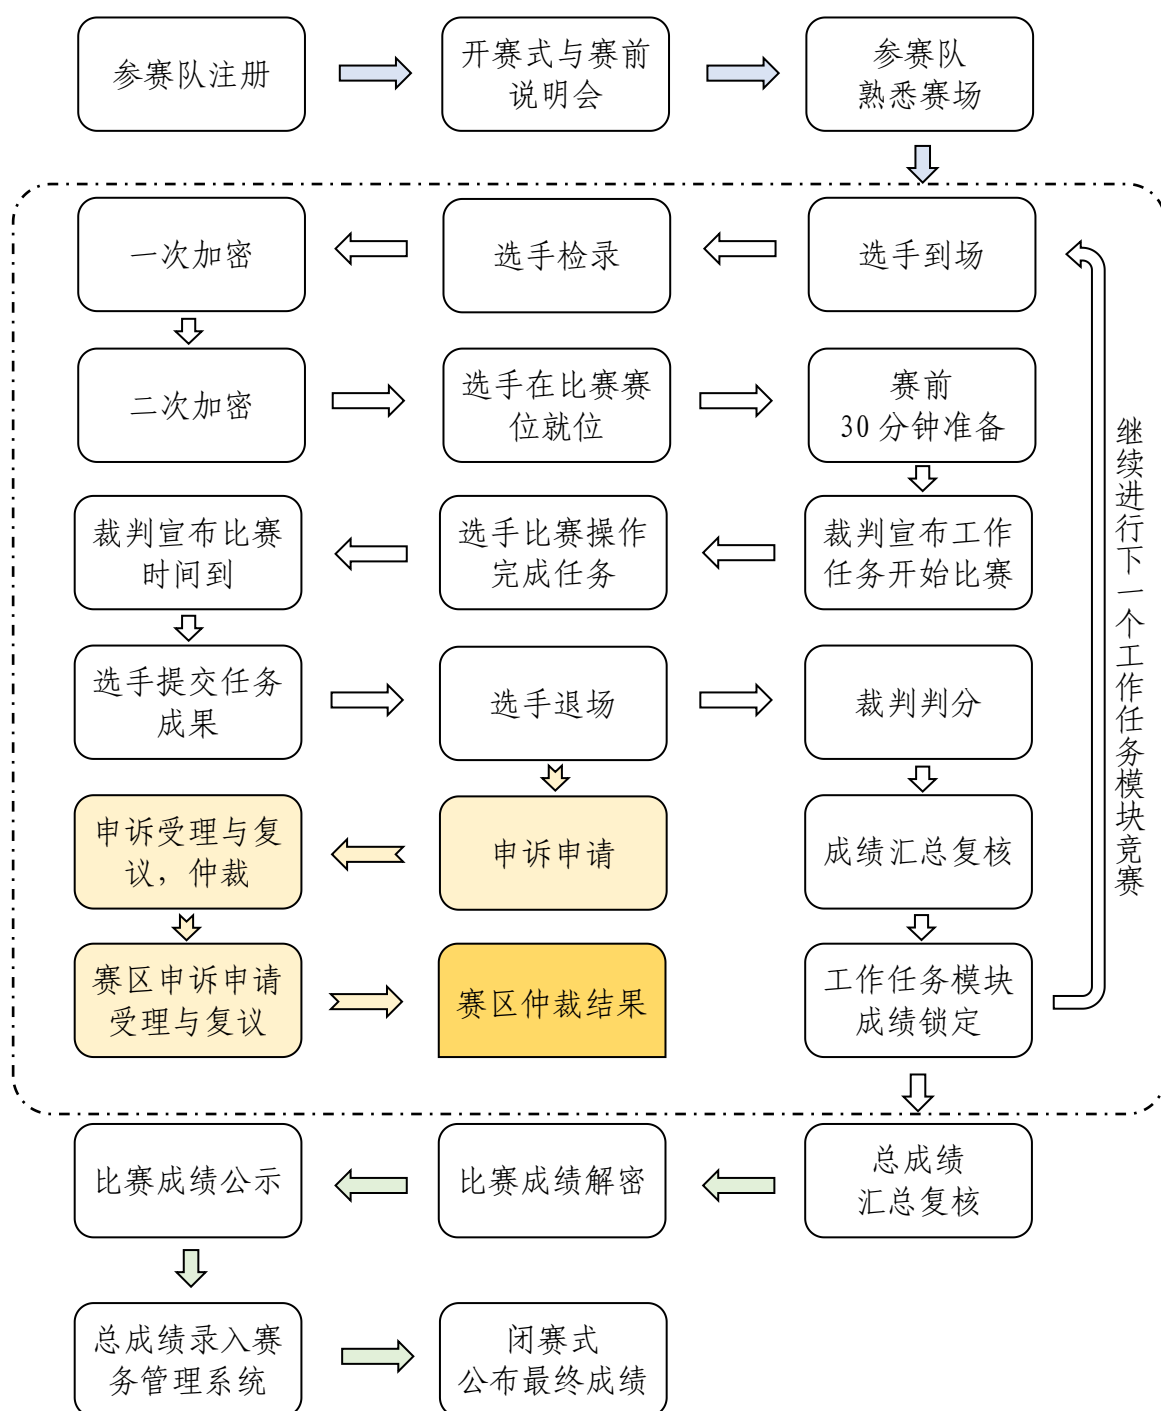 参赛队注册
开赛式与赛前
说明会
参赛队
熟悉赛场
一次加密
选手检录
选手到场
二次加密
选手在比赛赛
位就位
赛前
30 分钟准备
裁判宣布比赛
时间到
选手比赛操作
完成任务
裁判宣布工作
任务开始比赛
选手提交任务
成果
选手退场
裁判判分
申诉受理与复
议，仲裁
申诉申请
成绩汇总复核
赛区申诉申请
受理与复议
赛区仲裁结果
工作任务模块
成绩锁定
继续进行下一个工作任务模块竞赛
比赛成绩公示
比赛成绩解密
总成绩
汇总复核
总成绩录入赛
务管理系统
闭赛式
公布最终成绩